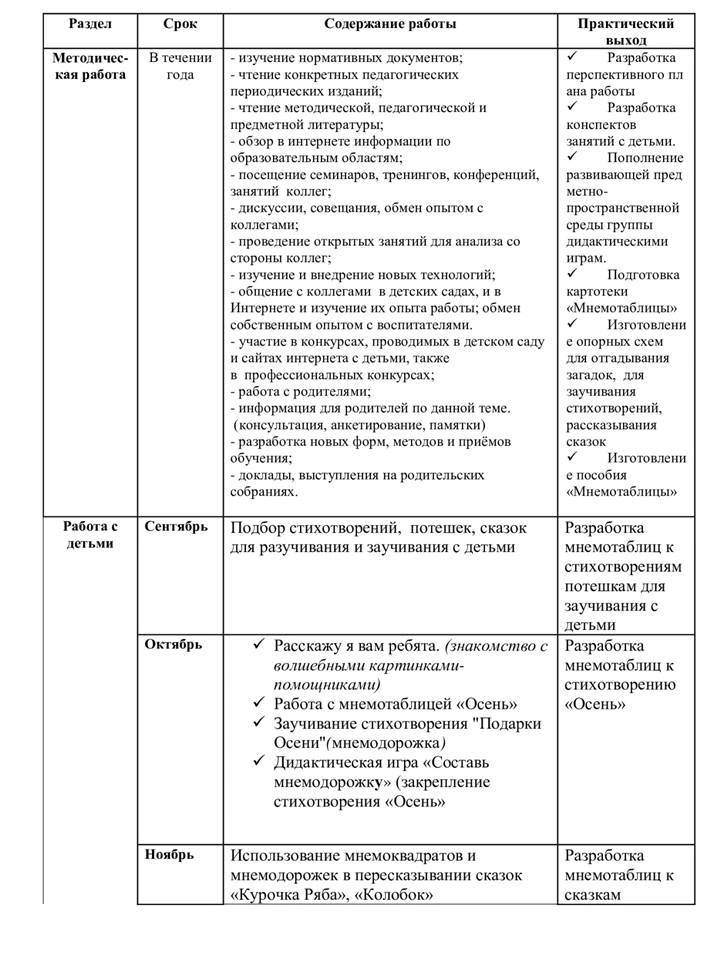 Раздел
Срок
Содержание работы
Практический
выход
Методичес-
кая работа
В течении
года
- изучение нормативных документов;
- чтение конкретных педагогических
периодических изданий;
- чтение методической, педагогической и
предметной литературы;
- обзор в интернете информации по
образовательным областям;
- посещение семинаров, тренингов, конференций,
занятий коллег;
- дискуссии, совещания, обмен опытом с
коллегами;
- проведение открытых занятий для анализа со
стороны коллег;
- изучение и внедрение новых технологий;
- общение с коллегами в детских садах, и в
Интернете и изучение их опыта работы; обмен
собственным опытом с воспитателями.
- участие в конкурсах, проводимых в детском саду
и сайтах интернета с детьми, также
в профессиональных конкурсах;
- работа с родителями;
- информация для родителей по данной теме.
(консультация, анкетирование, памятки)
- разработка новых форм, методов и приёмов
обучения;
- доклады, выступления на родительских
собраниях.
✓ Разработка
перспективного пл
ана работы
✓ Разработка
конспектов
занятий с детьми.
✓ Пополнение
развивающей пред
метно-
пространственной
среды группы
дидактическими
играм.
✓ Подготовка
картотеки
«Мнемотаблицы»
✓ Изготовлени
е опорных схем
для отгадывания
загадок, для
заучивания
стихотворений,
рассказывания
сказок
✓ Изготовлени
е пособия
«Мнемотаблицы»
Работа с
детьми
Сентябрь
Подбор стихотворений, потешек, сказок
для разучивания и заучивания с детьми
Разработка
мнемотаблиц к
стихотворениям
потешкам для
заучивания с
детьми
Октябрь
✓ Расскажу я вам ребята. (знакомство с
волшебными картинками-
помощниками)
✓ Работа с мнемотаблицей «Осень»
✓ Заучивание стихотворения "Подарки
Осени"(мнемодорожка)
✓ Дидактическая игра «Составь
мнемодорожку» (закрепление
стихотворения «Осень»
Разработка
мнемотаблиц к
стихотворению
«Осень»
Ноябрь
Использование мнемоквадратов и
мнемодорожек в пересказывании сказок
«Курочка Ряба», «Колобок»
Разработка
мнемотаблиц к
сказкам